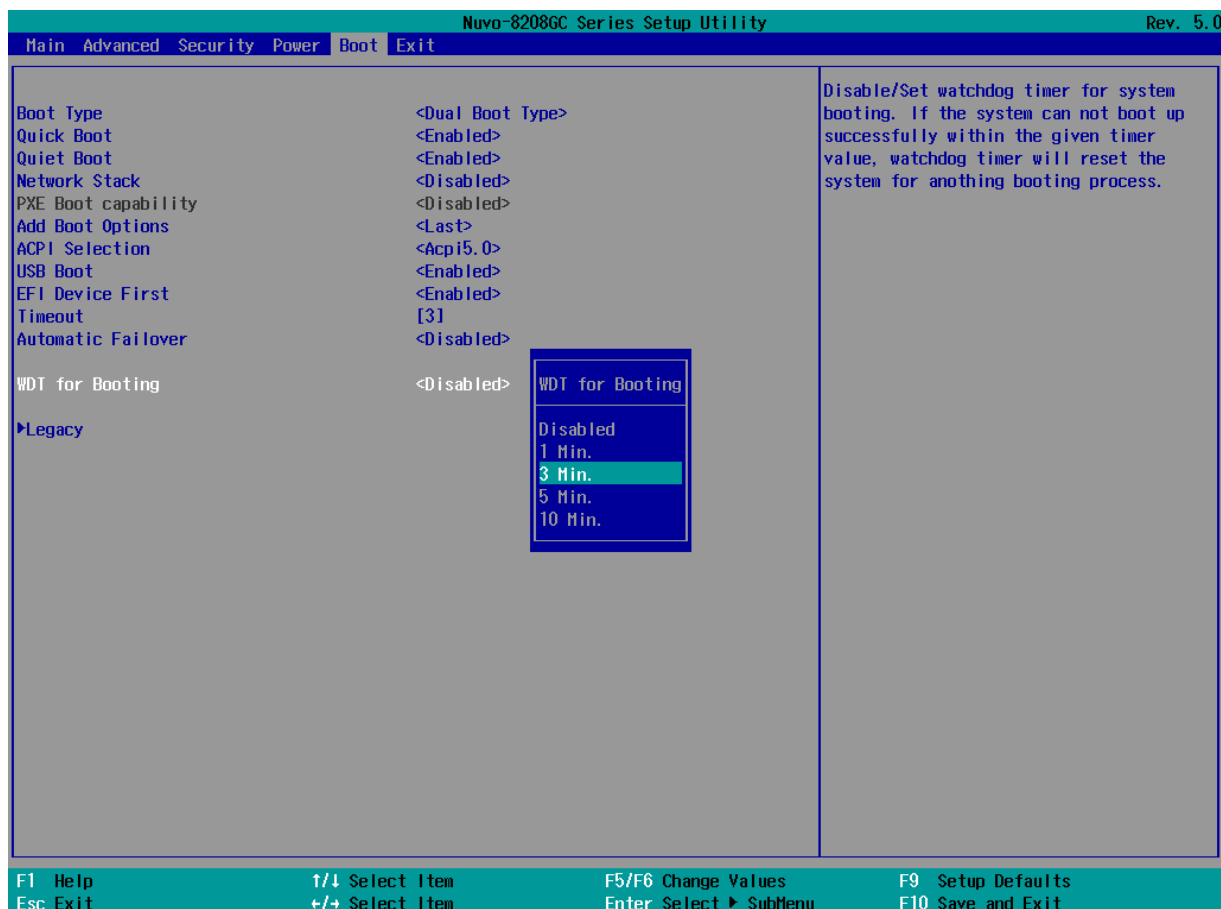 Nuvo-8208GC Series Setup Utility Rev. 5.0
Main Advanced Security Power Boot Exit
Boot Type <Dual Boot Type>
Quick Boot <Enabled>
Quiet Boot <Enabled>
Network Stack <Disabled>
PXE Boot capability <Disabled>
Add Boot Options <Last>
ACPI Selection <Acpi5.0>
USB Boot <Enabled>
EFI Device First <Enabled>
Timeout [3]
Automatic Failover <Disabled>
WDT for Booting <Disabled>
▶Legacy
WDT for Booting
Disabled
1 Min.
3 Min.
5 Min.
10 Min.
Disable/Set watchdog timer for system
booting. If the system can not boot up
successfully within the given timer
value, watchdog timer will reset the
system for anothing booting process.
F1 Help ↑/↓ Select Item F5/F6 Change Values F9 Setup Defaults
Esc Exit ←/→ Select Item Enter Select ▶ SubMenu F10 Save and Exit